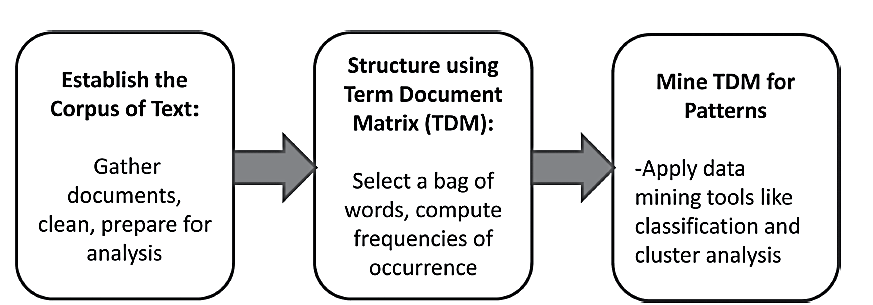 Establish the
Corpus of Text:
Gather
documents,
clean, prepare for
analysis
Structure using
Term Document
Matrix (TDM):
Select a bag of
words, compute
frequencies of
occurrence
Mine TDM for
Patterns
-Apply data
mining tools like
classification and
cluster analysis